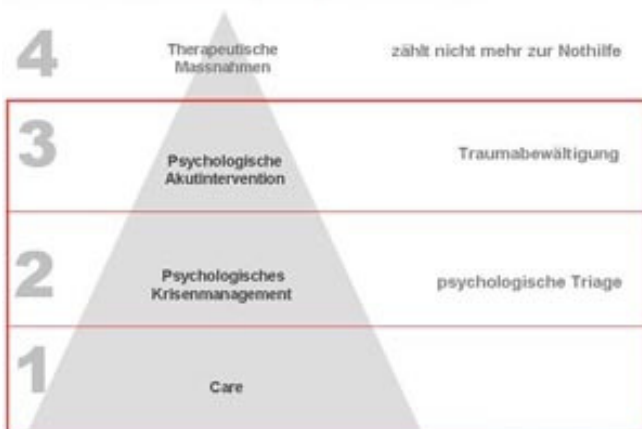 4
Therapeutische
Massnahmen
zählt nicht mehr zur Nothilfe
3
Psychologische
Akutintervention
Traumabewältigung
2
Psychologisches
Krisenmanagement
psychologische Triage
1
Care